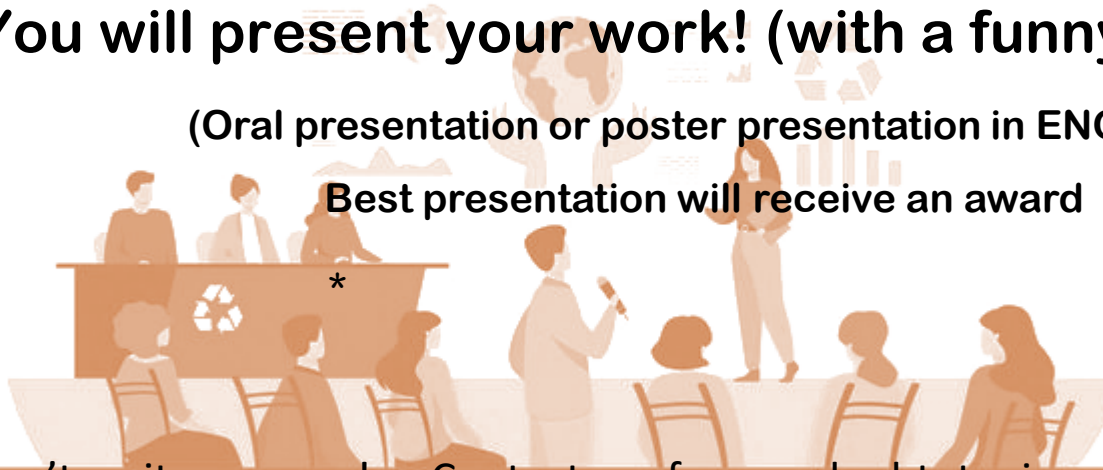 You will present your work! (with a funny
(Oral presentation or poster presentation in ENG
Best presentation will receive an award
*